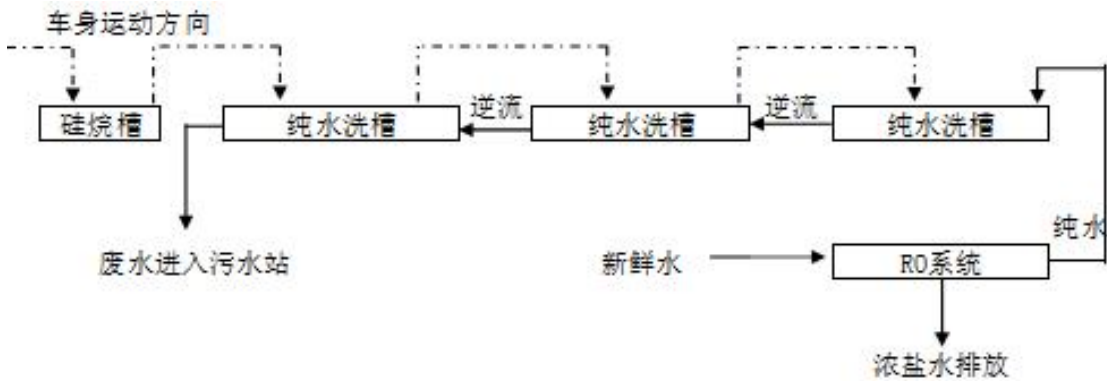 车身运动方向
逆流
逆流
硅烷槽
纯水洗槽
纯水洗槽
纯水洗槽
纯水
废水进入污水站
新鲜水
RO系统
浓盐水排放